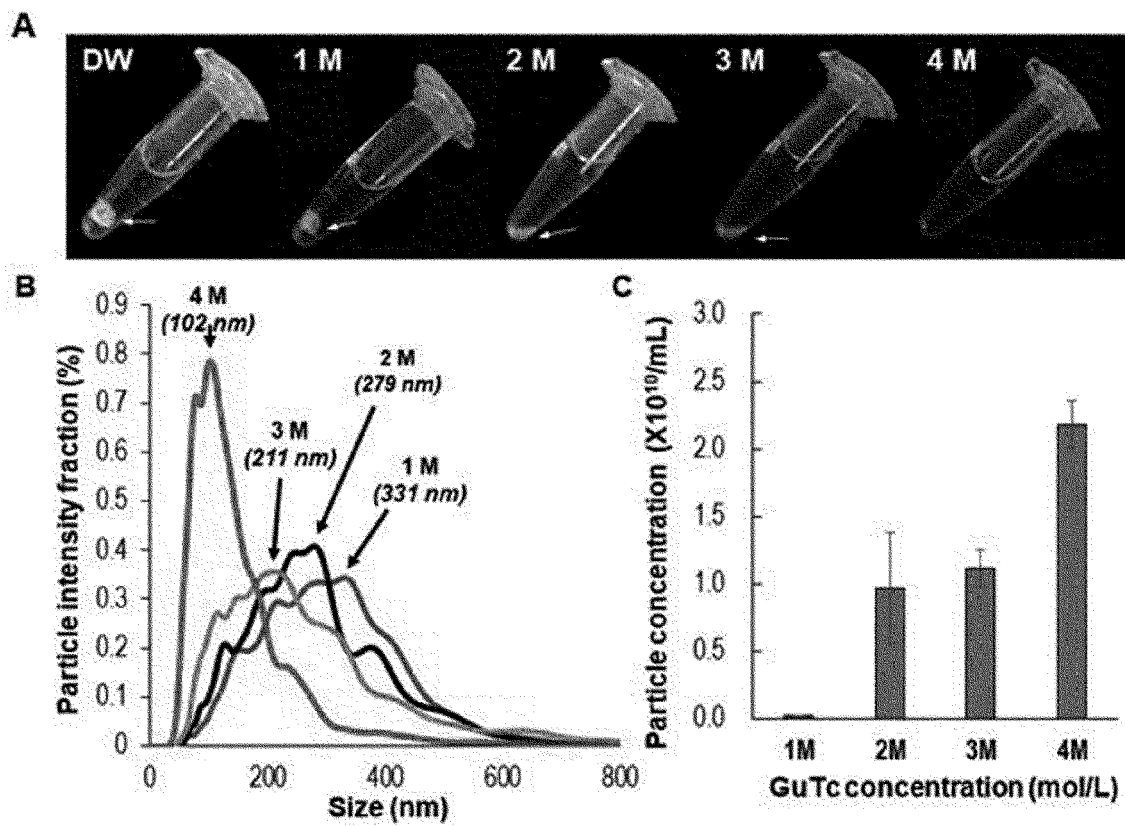 A
DW 1 M 2 M 3 M 4 M
B
Particle intensity fraction (%)
0.9
0.8
0.7
0.6
0.5
0.4
0.3
0.2
0.1
0
4 M
(102 nm)
2 M
(279 nm)
3 M
(211 nm)
1 M
(331 nm)
0 200 400 600 800
Size (nm)
C
Particle concentration (X10¹⁰/mL)
3.0
2.5
2.0
1.5
1.0
0.5
0.0
1M 2M 3M 4M
GuTc concentration (mol/L)